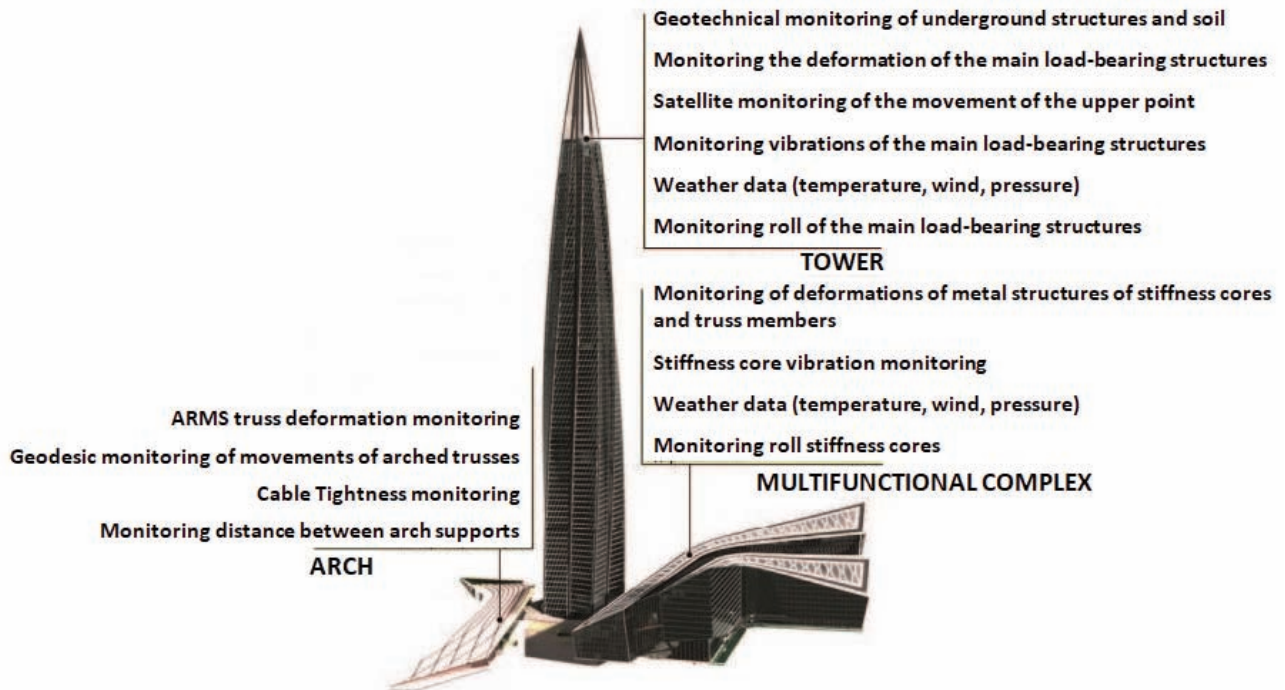 Geotechnical monitoring of underground structures and soil
Monitoring the deformation of the main load-bearing structures
Satellite monitoring of the movement of the upper point
Monitoring vibrations of the main load-bearing structures
Weather data (temperature, wind, pressure)
Monitoring roll of the main load-bearing structures
TOWER
Monitoring of deformations of metal structures of stiffness cores
and truss members
Stiffness core vibration monitoring
Weather data (temperature, wind, pressure)
Monitoring roll stiffness cores
MULTIFUNCTIONAL COMPLEX
ARMS truss deformation monitoring
Geodesic monitoring of movements of arched trusses
Cable Tightness monitoring
Monitoring distance between arch supports
ARCH